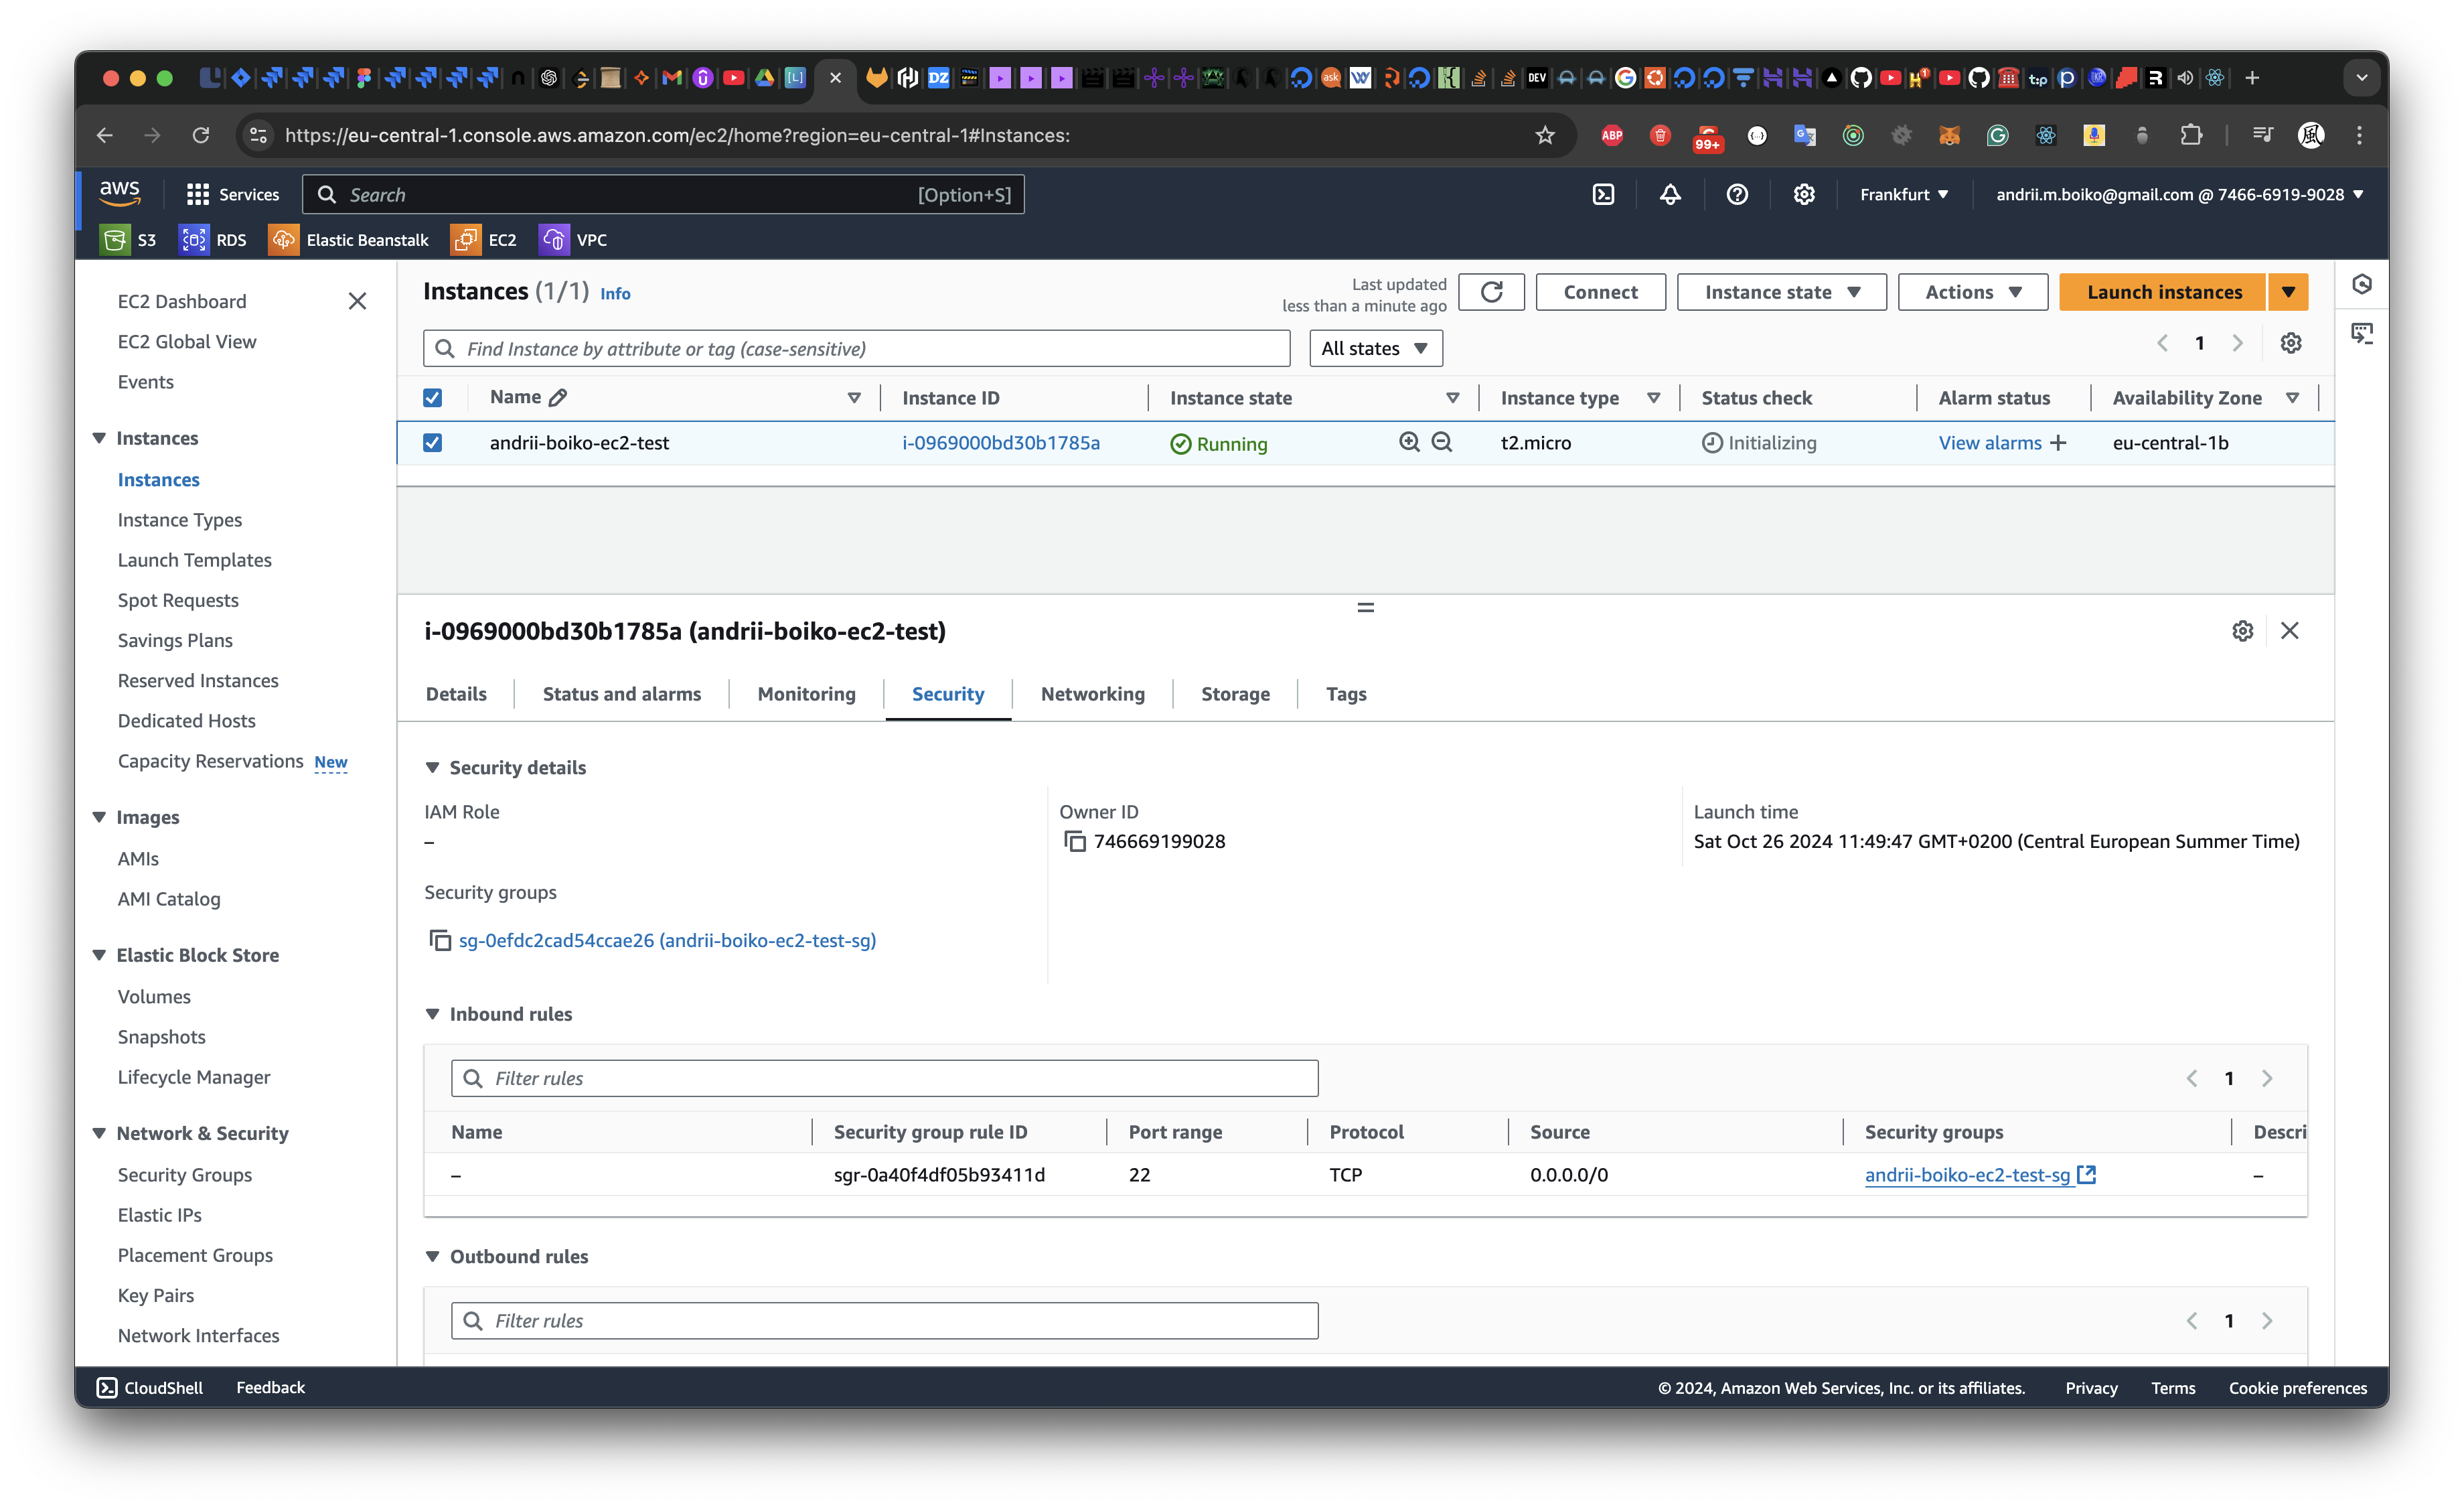 https://eu-central-1.console.aws.amazon.com/ec2/home?region=eu-central-1#Instances:
ABP
99+
風
aws
Services
Search
[Option+S]
Frankfurt
andrii.m.boiko@gmail.com @ 7466-6919-9028
S3
RDS
Elastic Beanstalk
EC2
VPC
EC2 Dashboard
EC2 Global View
Events
Instances
Instances
Instance Types
Launch Templates
Spot Requests
Savings Plans
Reserved Instances
Dedicated Hosts
Capacity Reservations New
Images
AMIs
AMI Catalog
Elastic Block Store
Volumes
Snapshots
Lifecycle Manager
Network & Security
Security Groups
Elastic IPs
Placement Groups
Key Pairs
Network Interfaces
Instances (1/1) Info
Last updated
less than a minute ago
Connect
Instance state
Actions
Launch instances
Find Instance by attribute or tag (case-sensitive)
All states
1
Name
Instance ID
Instance state
Instance type
Status check
Alarm status
Availability Zone
andrii-boiko-ec2-test
i-0969000bd30b1785a
Running
t2.micro
Initializing
View alarms +
eu-central-1b
i-0969000bd30b1785a (andrii-boiko-ec2-test)
Details
Status and alarms
Monitoring
Security
Networking
Storage
Tags
Security details
IAM Role
–
Owner ID
746669199028
Launch time
Sat Oct 26 2024 11:49:47 GMT+0200 (Central European Summer Time)
Security groups
sg-0efdc2cad54ccae26 (andrii-boiko-ec2-test-sg)
Inbound rules
Filter rules
1
Name
Security group rule ID
Port range
Protocol
Source
Security groups
Descri
–
sgr-0a40f4df05b93411d
22
TCP
0.0.0.0/0
andrii-boiko-ec2-test-sg
–
Outbound rules
Filter rules
1
CloudShell
Feedback
© 2024, Amazon Web Services, Inc. or its affiliates.
Privacy
Terms
Cookie preferences